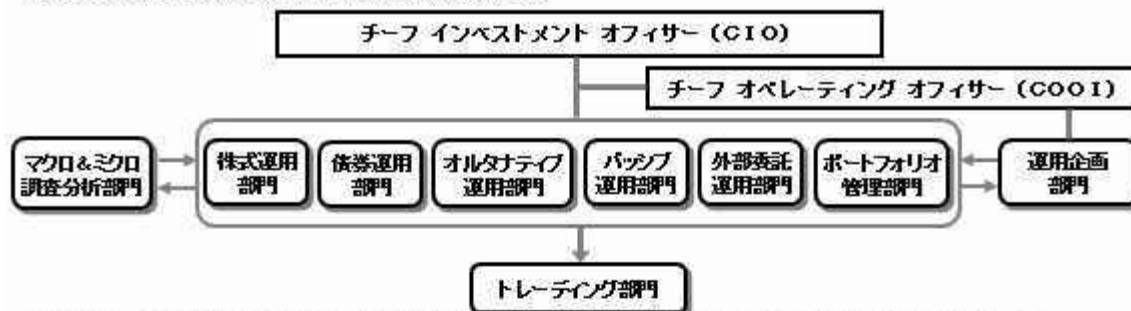 チーフ インベストメント オフィサー (CIO)
チーフ オペレーティング オフィサー (COOI)
マクロ&ミクロ
調査分析部門
株式運用
部門
債券運用
部門
オルタナティブ
運用部門
パッシブ
運用部門
外部委託
運用部門
ポートフォリオ
管理部門
運用企画
部門
トレーディング部門